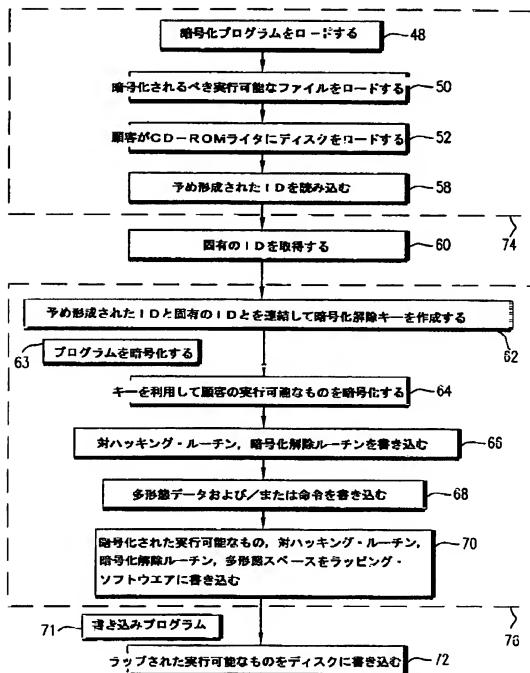 暗号化プログラムをロードする
48
暗号化されるべき実行可能なファイルをロードする
50
顧客がCD-ROMライタにディスクをロードする
52
予め形成されたIDを読み込む
58
74
固有のIDを取得する
60
予め形成されたIDと固有のIDとを連結して暗号化解除キーを作成する
62
63
プログラムを暗号化する
キーを利用して顧客の実行可能なものを暗号化する
64
対ハッキング・ルーチン,暗号化解除ルーチンを書き込む
66
多形態データおよび/または命令を書き込む
68
暗号化された実行可能なもの,対ハッキング・ルーチン,
暗号化解除ルーチン,多形態スペースをラッピング・
ソフトウエアに書き込む
70
71
書き込みプログラム
76
ラップされた実行可能なものをディスクに書き込む
72